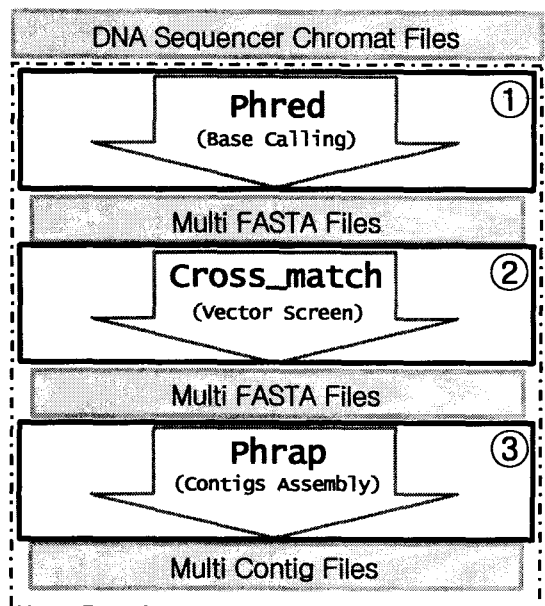 DNA Sequencer Chromat Files
Phred
①
(Base Calling)
Multi FASTA Files
Cross_match
②
(Vector Screen)
Multi FASTA Files
Phrap
③
(Contigs Assembly)
Multi Contig Files